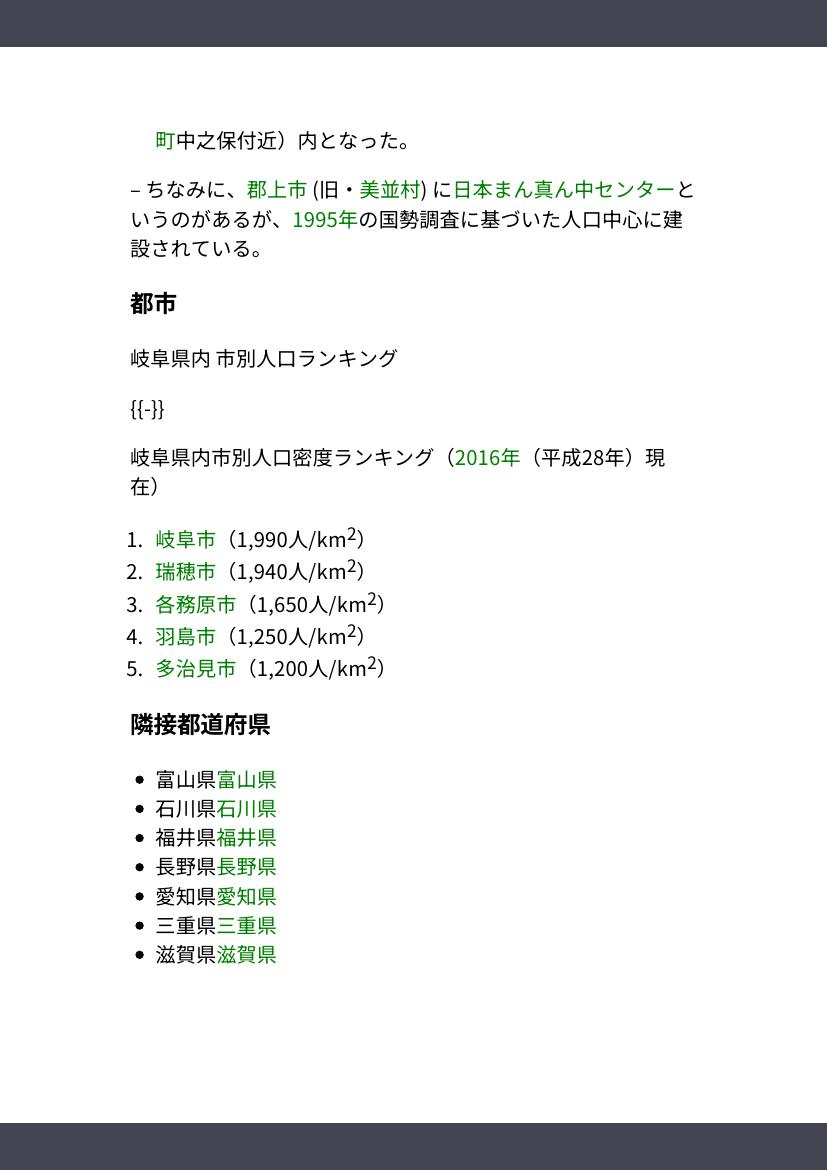 町中之保付近）内となった。
– ちなみに、郡上市 (旧・美並村) に日本まん真ん中センターと
いうのがあるが、1995年の国勢調査に基づいた人口中心に建
設されている。
都市
岐阜県内 市別人口ランキング
{{-}}
岐阜県内市別人口密度ランキング（2016年（平成28年）現
在）
1. 岐阜市（1,990人/km²）
2. 瑞穂市（1,940人/km²）
3. 各務原市（1,650人/km²）
4. 羽島市（1,250人/km²）
5. 多治見市（1,200人/km²）
隣接都道府県
• 富山県富山県
• 石川県石川県
• 福井県福井県
• 長野県長野県
• 愛知県愛知県
• 三重県三重県
• 滋賀県滋賀県